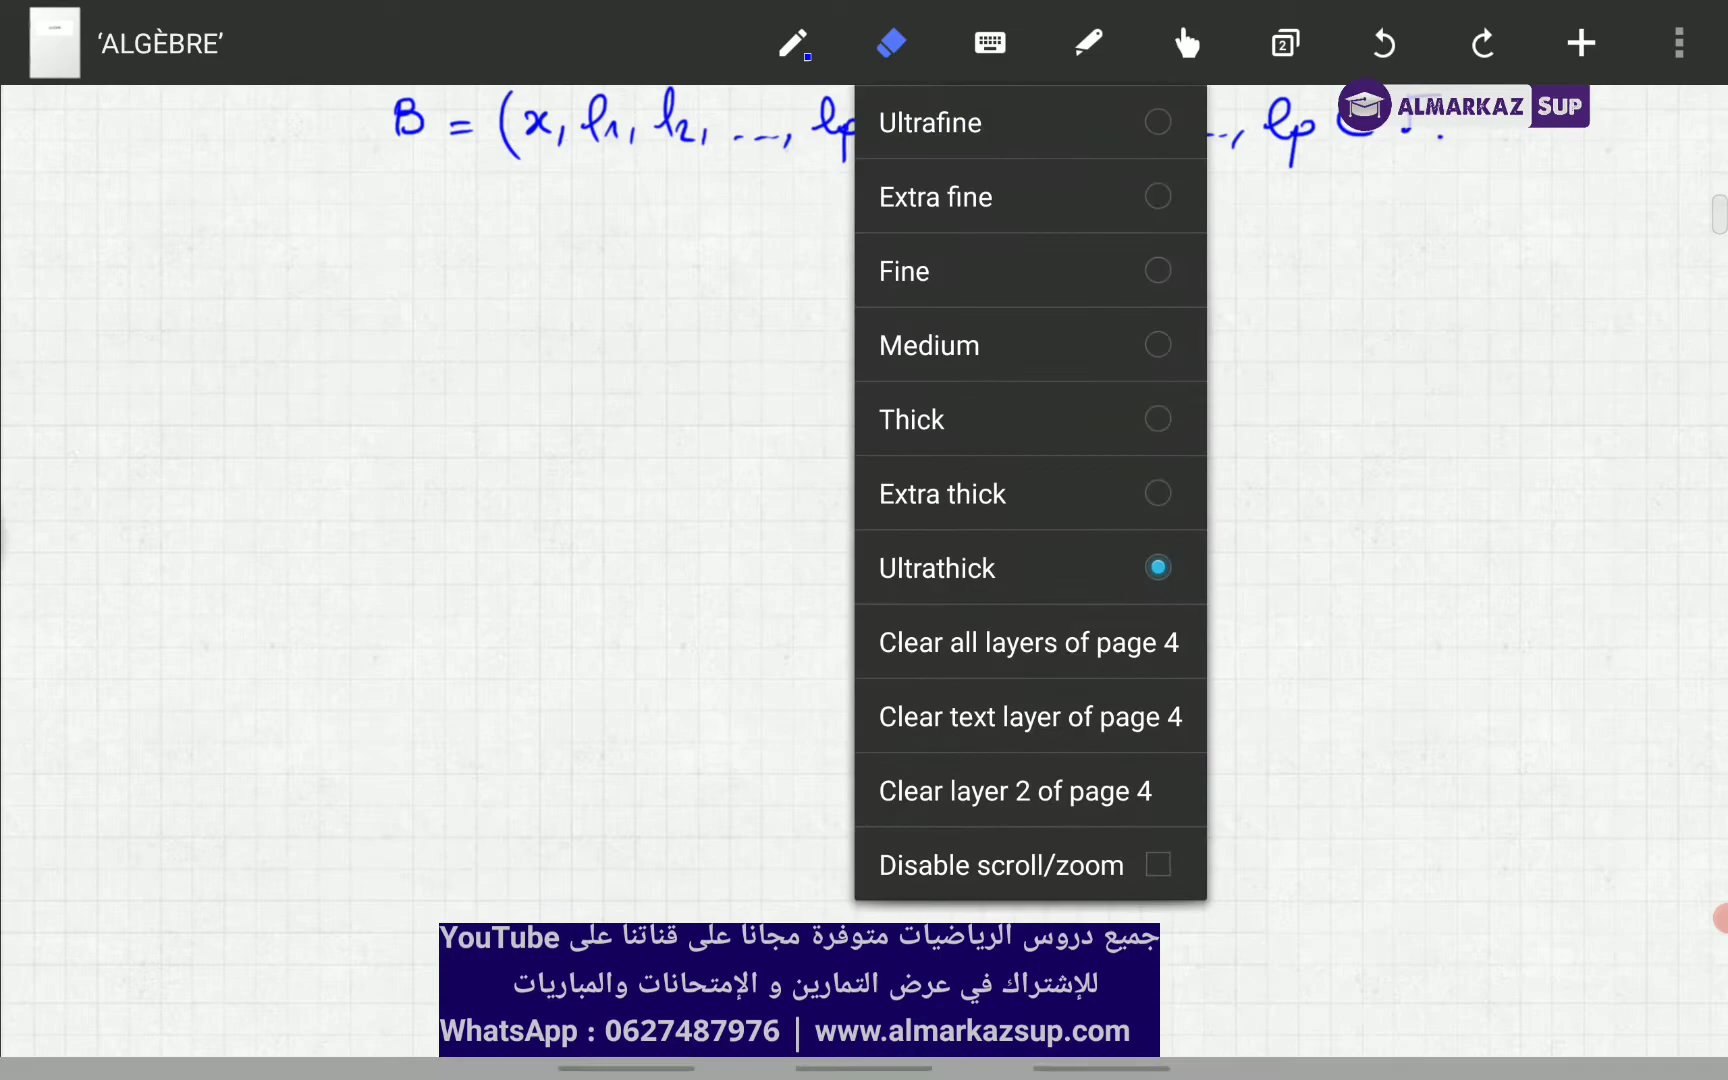 ‘ALGÈBRE’
2
B = (x, l1, l2, ..., lp
..., lp
ALMARKAZ SUP
Ultrafine
Extra fine
Fine
Medium
Thick
Extra thick
Ultrathick
Clear all layers of page 4
Clear text layer of page 4
Clear layer 2 of page 4
Disable scroll/zoom
جميع دروس الرياضيات متوفرة مجانا على قناتنا على YouTube
للإشتراك في عرض التمارين و الإمتحانات والمباريات
WhatsApp : 0627487976 | www.almarkazsup.com